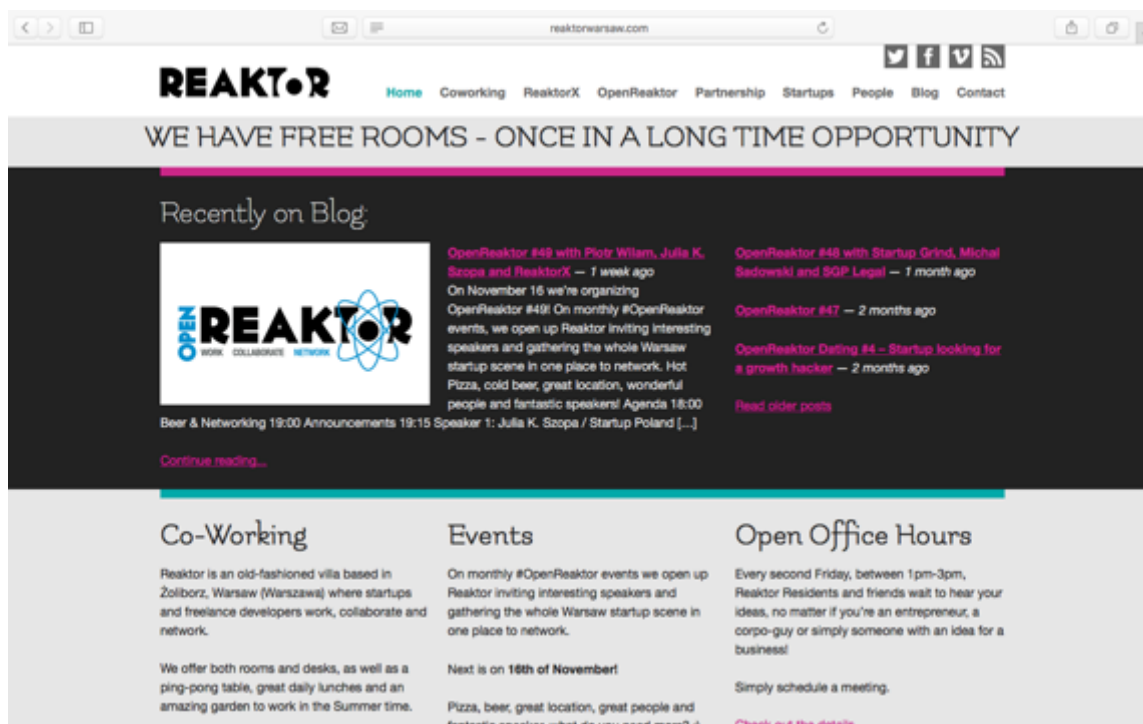 reaktorwarsaw.com
REAKTOR
Home Coworking ReaktorX OpenReaktor Partnership Startups People Blog Contact
WE HAVE FREE ROOMS - ONCE IN A LONG TIME OPPORTUNITY
Recently on Blog:
OPEN REAKTOR
WORK COLLABORATE NETWORK
OpenReaktor #49 with Piotr Wilam, Julia K.
Szopa and ReaktorX — 1 week ago
On November 16 we're organizing
OpenReaktor #49! On monthly #OpenReaktor
events, we open up Reaktor inviting interesting
speakers and gathering the whole Warsaw
startup scene in one place to network. Hot
Pizza, cold beer, great location, wonderful
people and fantastic speakers! Agenda 18:00
Beer & Networking 19:00 Announcements 19:15 Speaker 1: Julia K. Szopa / Startup Poland [...]
Continue reading...
OpenReaktor #48 with Startup Grind, Michal
Sadowski and SGP Legal — 1 month ago
OpenReaktor #47 — 2 months ago
OpenReaktor Dating #4 – Startup looking for
a growth hacker — 2 months ago
Read older posts
Co-Working
Reaktor is an old-fashioned villa based in
Żoliborz, Warsaw (Warszawa) where startups
and freelance developers work, collaborate and
network.
We offer both rooms and desks, as well as a
ping-pong table, great daily lunches and an
amazing garden to work in the Summer time.
Events
On monthly #OpenReaktor events we open up
Reaktor inviting interesting speakers and
gathering the whole Warsaw startup scene in
one place to network.
Next is on 16th of November!
Pizza, beer, great location, great people and
fantastic speaker what do you need more? :)
Open Office Hours
Every second Friday, between 1pm-3pm,
Reaktor Residents and friends wait to hear your
ideas, no matter if you're an entrepreneur, a
corpo-guy or simply someone with an idea for a
business!
Simply schedule a meeting.
Check out the details